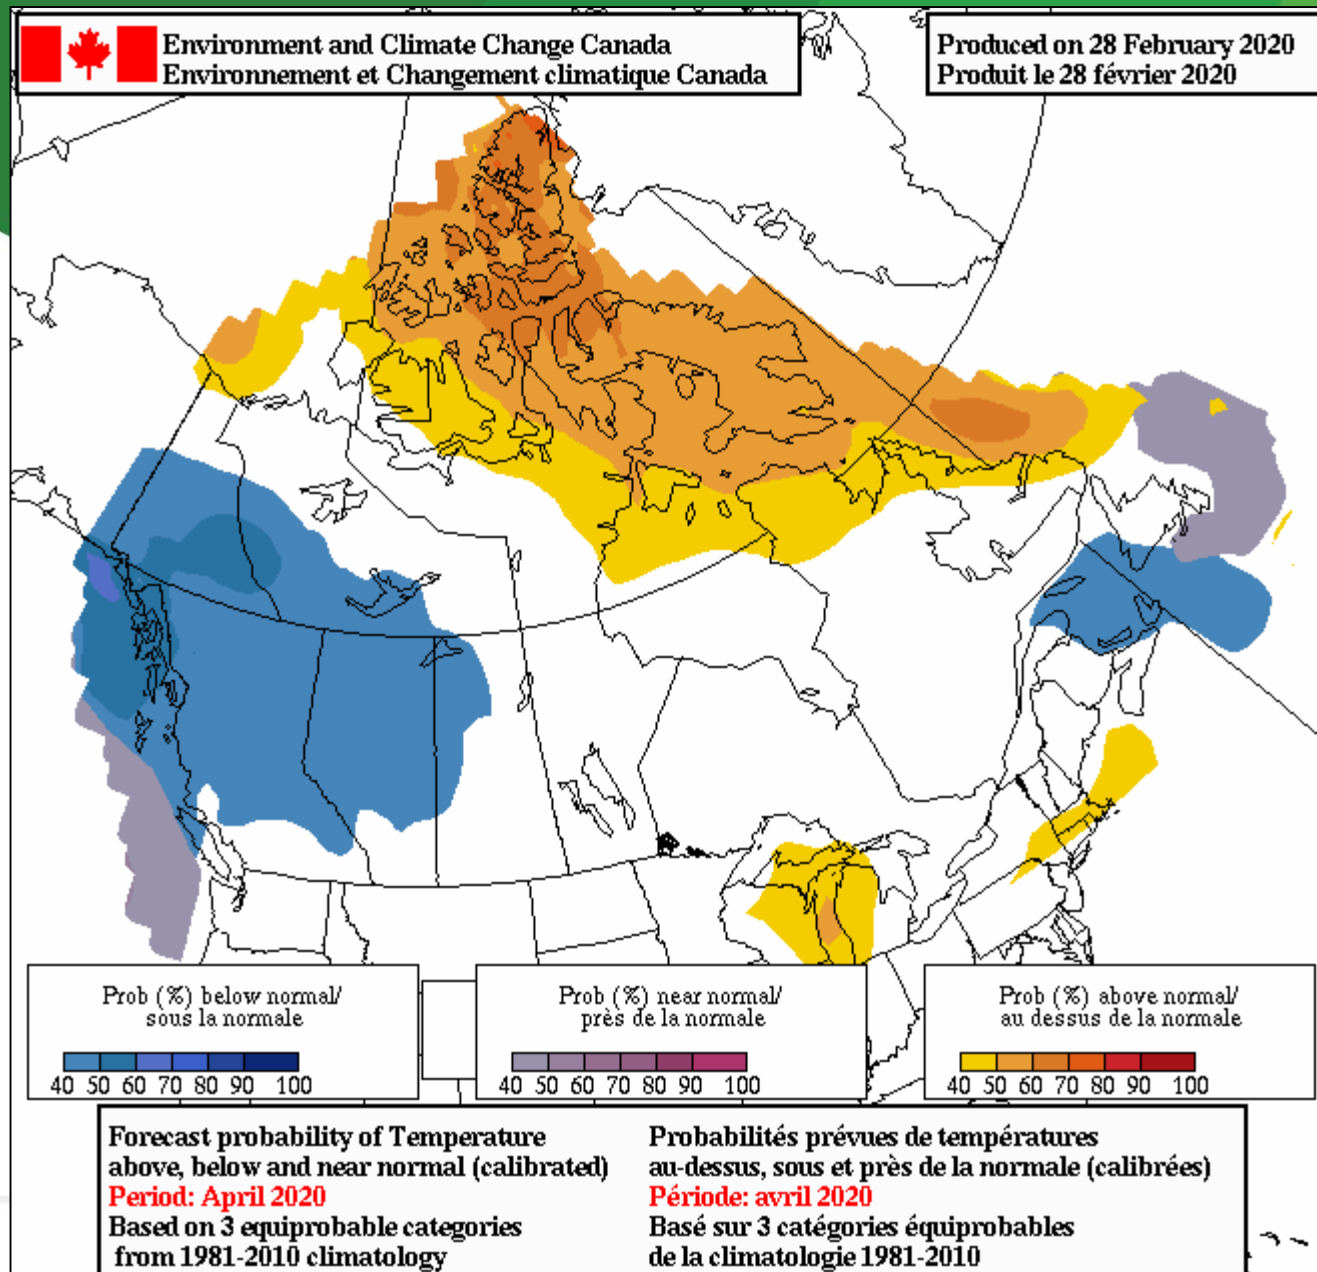 Environment and Climate Change Canada
Environnement et Changement climatique Canada
Produced on 28 February 2020
Produit le 28 février 2020
Prob (%) below normal/
sous la normale
40 50 60 70 80 90 100
Prob (%) near normal/
près de la normale
40 50 60 70 80 90 100
Prob (%) above normal/
au dessus de la normale
40 50 60 70 80 90 100
Forecast probability of Temperature
above, below and near normal (calibrated)
Period: April 2020
Based on 3 equiprobable categories
from 1981-2010 climatology
Probabilités prévues de températures
au-dessus, sous et près de la normale (calibrées)
Période: avril 2020
Basé sur 3 catégories équiprobables
de la climatologie 1981-2010